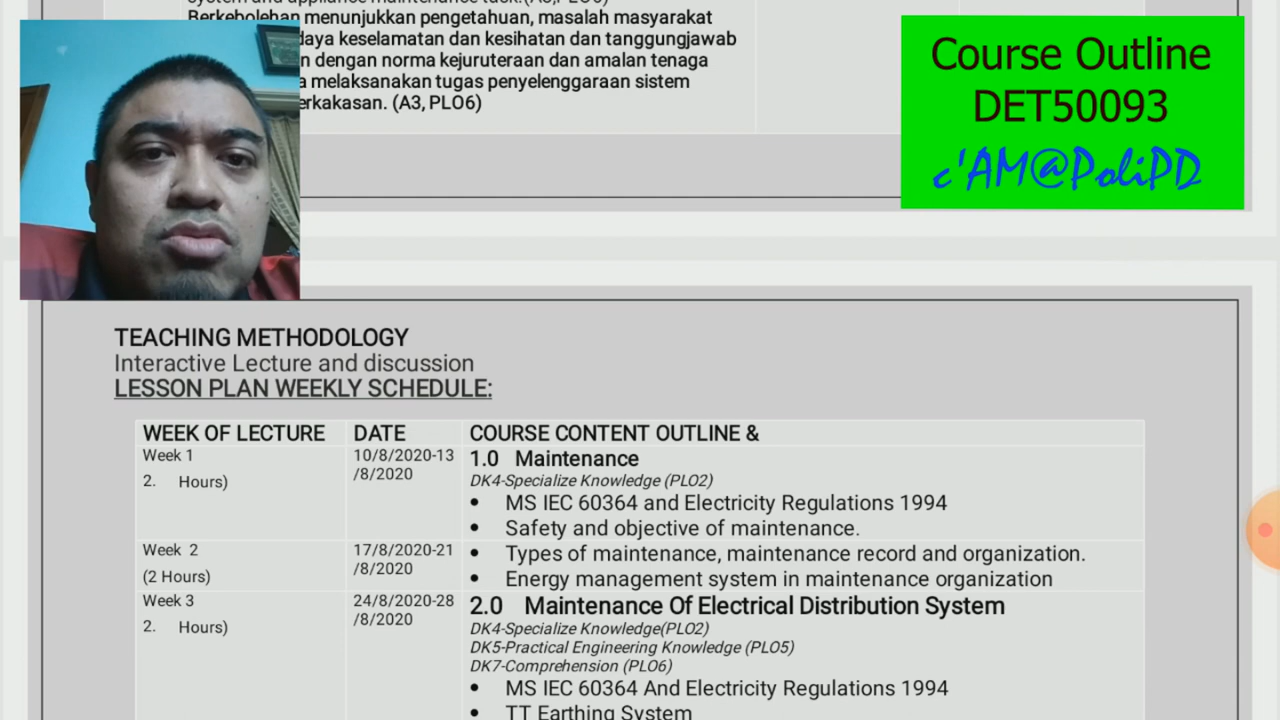 system and appliance maintenance task.(A3, PLO6)
Berkebolehan menunjukkan pengetahuan, masalah masyarakat
daya keselamatan dan kesihatan dan tanggungjawab
n dengan norma kejuruteraan dan amalan tenaga
a melaksanakan tugas penyelenggaraan sistem
erkakasan. (A3, PLO6)
Course Outline
DET50093
c'AM@PoliPD
TEACHING METHODOLOGY
Interactive Lecture and discussion
LESSON PLAN WEEKLY SCHEDULE:
WEEK OF LECTURE DATE COURSE CONTENT OUTLINE &
Week 1 10/8/2020-13 1.0 Maintenance
/8/2020
2. Hours) DK4-Specialize Knowledge (PLO2)
• MS IEC 60364 and Electricity Regulations 1994
• Safety and objective of maintenance.
Week 2 17/8/2020-21 • Types of maintenance, maintenance record and organization.
/8/2020
(2 Hours) • Energy management system in maintenance organization
Week 3 24/8/2020-28 2.0 Maintenance Of Electrical Distribution System
/8/2020
2. Hours) DK4-Specialize Knowledge(PLO2)
DK5-Practical Engineering Knowledge (PLO5)
DK7-Comprehension (PLO6)
• MS IEC 60364 And Electricity Regulations 1994
• TT Earthing System